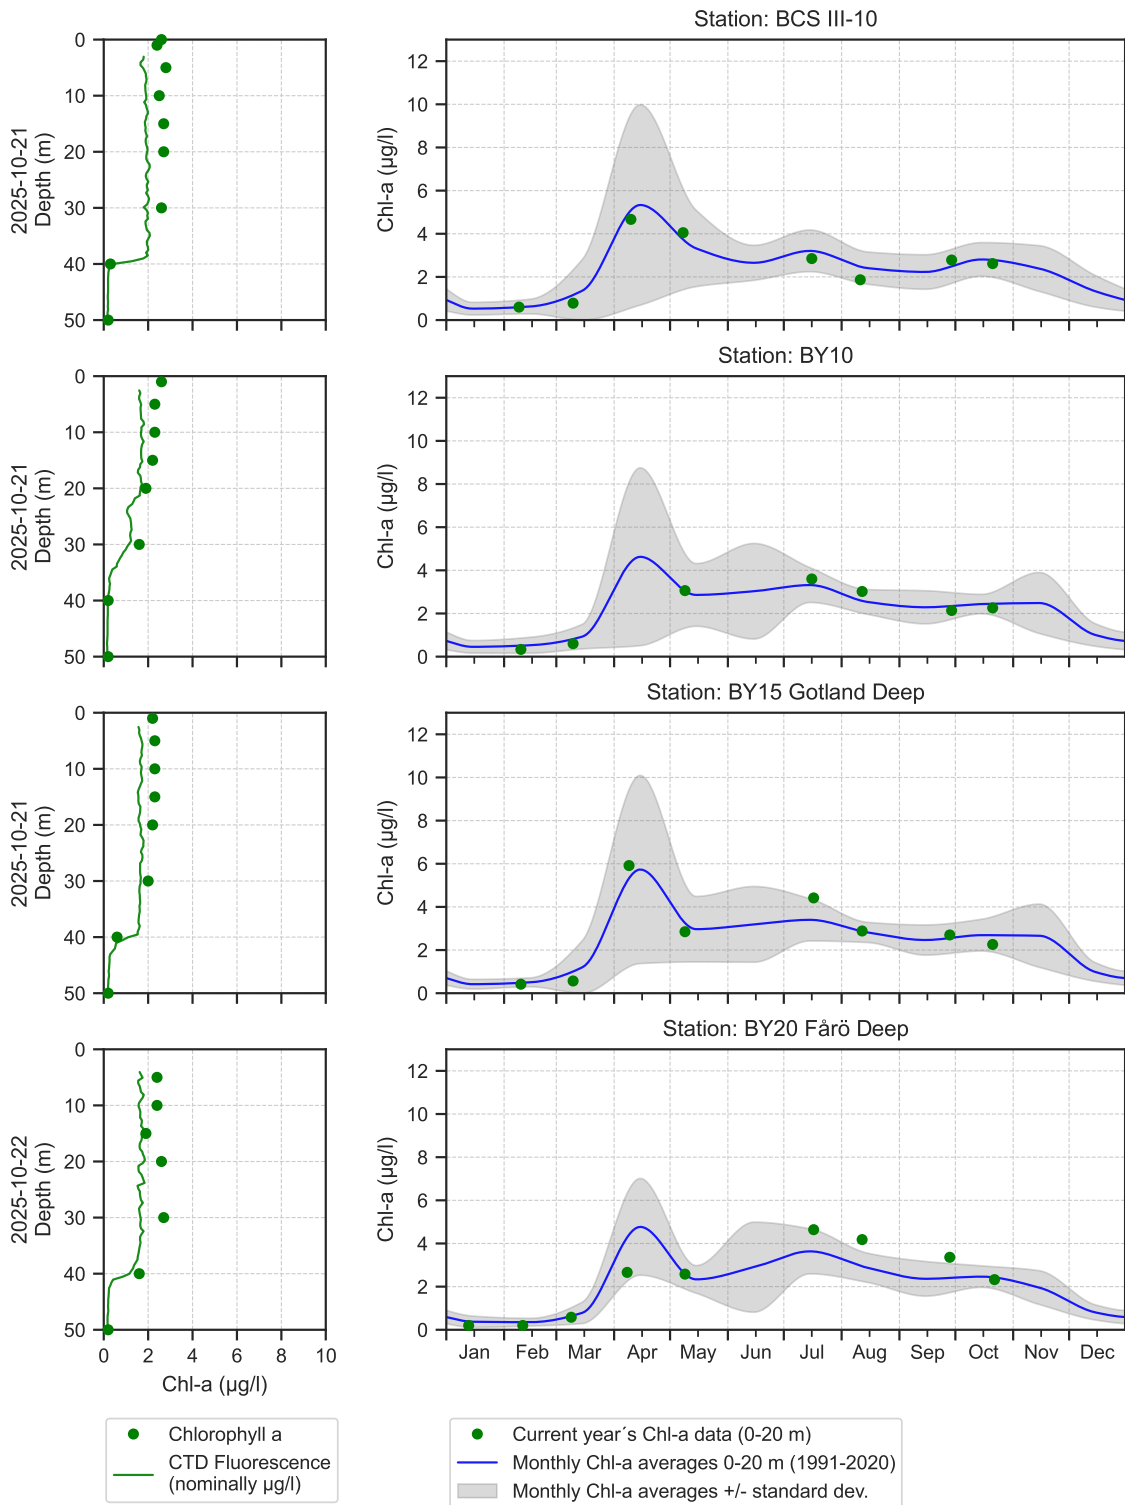 Station: BCS III-10
0
10
20
30
40
50
2025-10-21
Depth (m)
12
10
8
6
4
2
0
Chl-a (µg/l)
Station: BY10
0
10
20
30
40
50
2025-10-21
Depth (m)
12
10
8
6
4
2
0
Chl-a (µg/l)
Station: BY15 Gotland Deep
0
10
20
30
40
50
2025-10-21
Depth (m)
12
10
8
6
4
2
0
Chl-a (µg/l)
Station: BY20 Fårö Deep
0
10
20
30
40
50
2025-10-22
Depth (m)
12
10
8
6
4
2
0
Chl-a (µg/l)
0 2 4 6 8 10
Chl-a (µg/l)
Jan Feb Mar Apr May Jun Jul Aug Sep Oct Nov Dec
Chlorophyll a
CTD Fluorescence
(nominally µg/l)
Current year´s Chl-a data (0-20 m)
Monthly Chl-a averages 0-20 m (1991-2020)
Monthly Chl-a averages +/- standard dev.